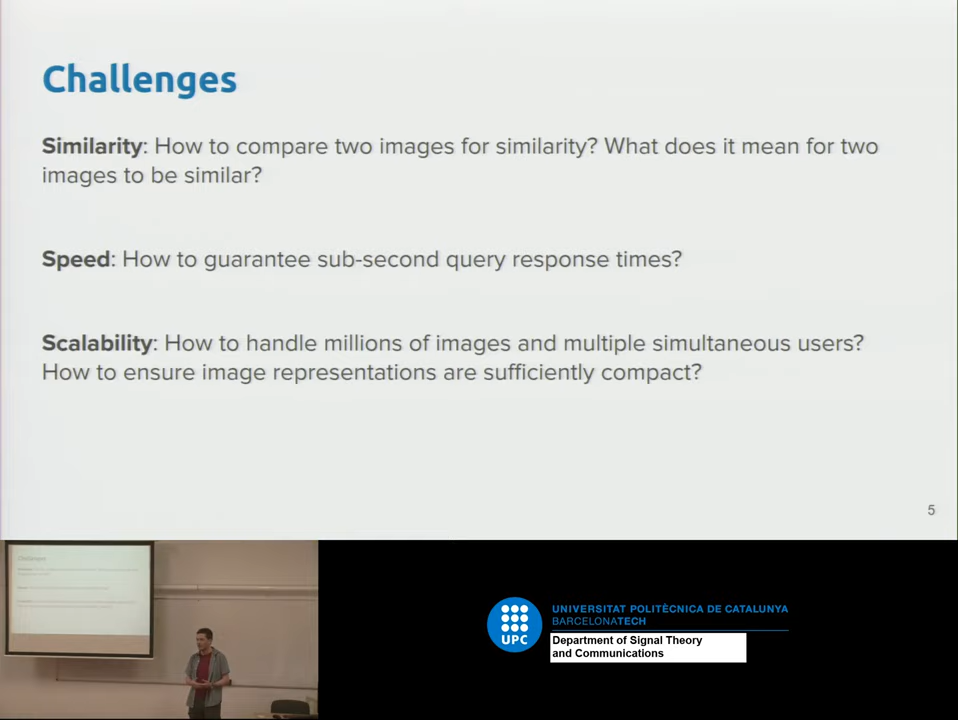 Challenges
Similarity: How to compare two images for similarity? What does it mean for two
images to be similar?
Speed: How to guarantee sub-second query response times?
Scalability: How to handle millions of images and multiple simultaneous users?
How to ensure image representations are sufficiently compact?
5
UPC
UNIVERSITAT POLITÈCNICA DE CATALUNYA
BARCELONATECH
Department of Signal Theory
and Communications